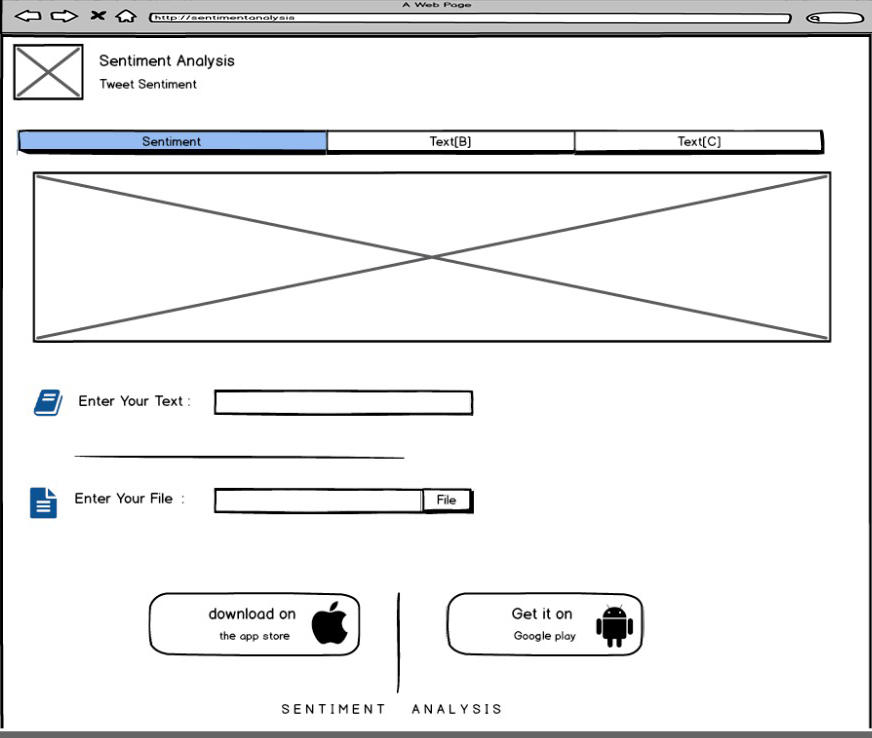 A Web Page
http://sentimentanalysis
Sentiment Analysis
Tweet Sentiment
Sentiment Text[B] Text[C]
Enter Your Text :
Enter Your File :
File
download on
the app store
Get it on
Google play
SENTIMENT ANALYSIS